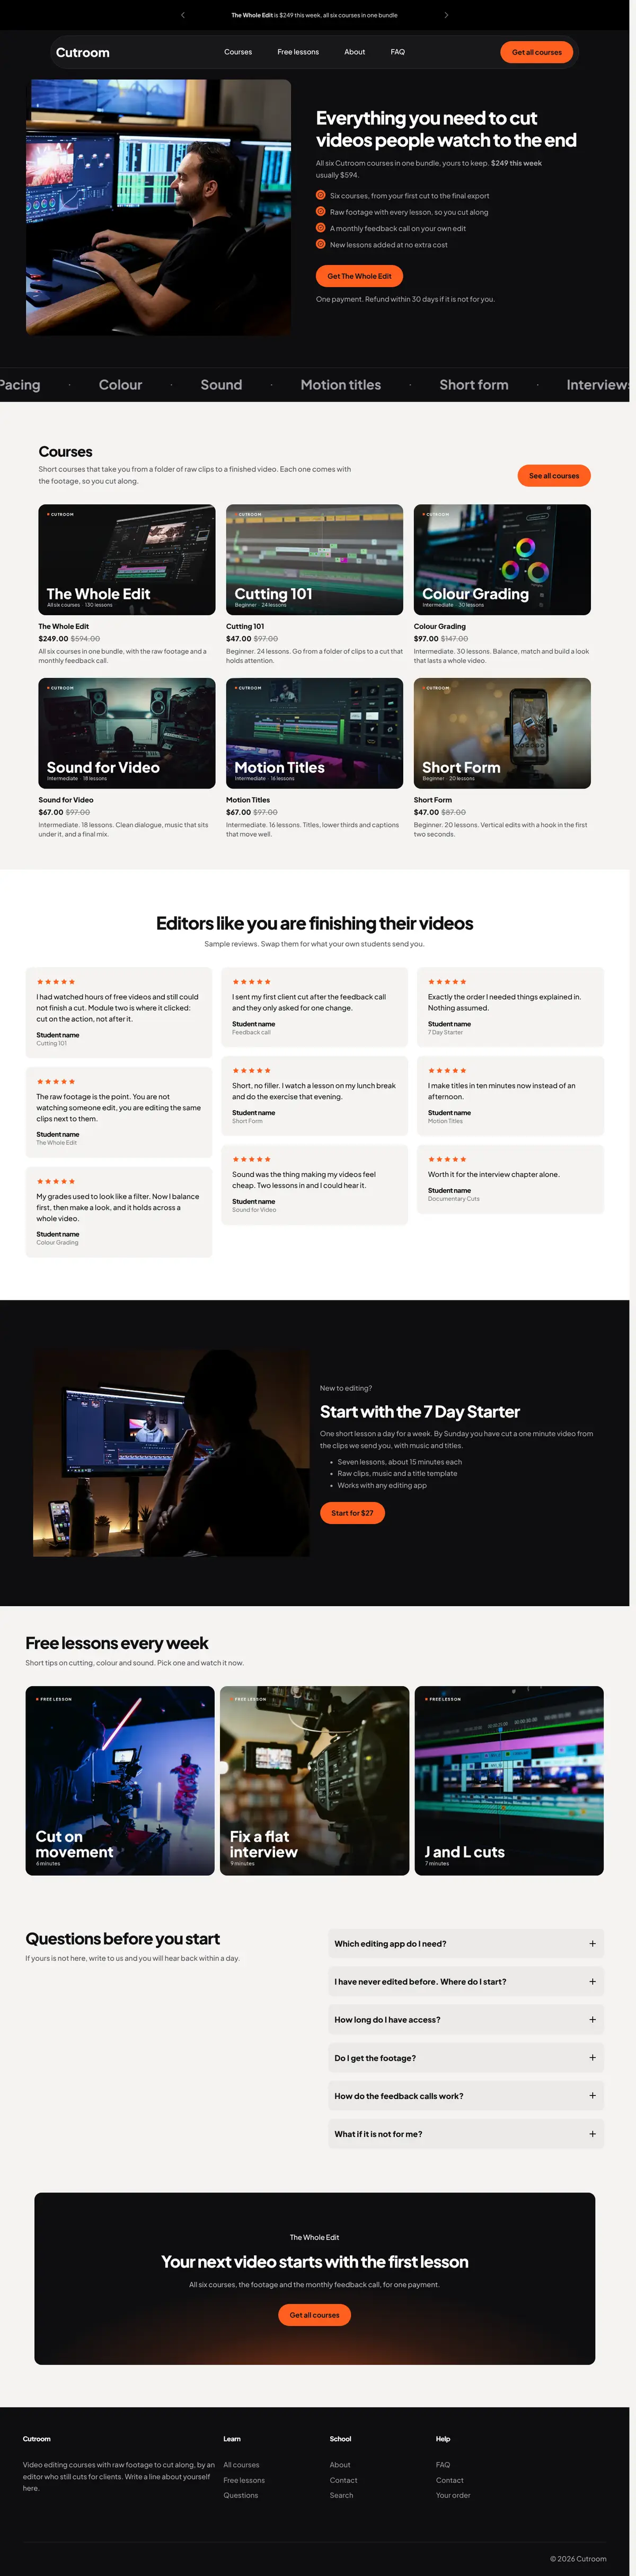 The Whole Edit is $249 this week, all six courses in one bundle
Cutroom
Courses
Free lessons
About
FAQ
Get all courses
Everything you need to cut
videos people watch to the end
All six Cutroom courses in one bundle, yours to keep. $249 this week
usually $594.
Six courses, from your first cut to the final export
Raw footage with every lesson, so you cut along
A monthly feedback call on your own edit
New lessons added at no extra cost
Get The Whole Edit
One payment. Refund within 30 days if it is not for you.
Pacing · Colour · Sound · Motion titles · Short form · Interviews
Courses
Short courses that take you from a folder of raw clips to a finished video. Each one comes with
the footage, so you cut along.
See all courses
CUTROOM
The Whole Edit
All six courses · 130 lessons
The Whole Edit
$249.00 $594.00
All six courses in one bundle, with the raw footage and a
monthly feedback call.
CUTROOM
Cutting 101
Beginner · 24 lessons
Cutting 101
$47.00 $97.00
Beginner. 24 lessons. Go from a folder of clips to a cut that
holds attention.
CUTROOM
Colour Grading
Intermediate · 30 lessons
Colour Grading
$97.00 $147.00
Intermediate. 30 lessons. Balance, match and build a look
that lasts a whole video.
CUTROOM
Sound for Video
Intermediate · 18 lessons
Sound for Video
$67.00 $97.00
Intermediate. 18 lessons. Clean dialogue, music that sits
under it, and a final mix.
CUTROOM
Motion Titles
Intermediate · 16 lessons
Motion Titles
$67.00 $97.00
Intermediate. 16 lessons. Titles, lower thirds and captions
that move well.
CUTROOM
Short Form
Beginner · 20 lessons
Short Form
$47.00 $87.00
Beginner. 20 lessons. Vertical edits with a hook in the first
two seconds.
Editors like you are finishing their videos
Sample reviews. Swap them for what your own students send you.
I had watched hours of free videos and still could
not finish a cut. Module two is where it clicked:
cut on the action, not after it.
Student name
Cutting 101
The raw footage is the point. You are not
watching someone edit, you are editing the same
clips next to them.
Student name
The Whole Edit
My grades used to look like a filter. Now I balance
first, then make a look, and it holds across a
whole video.
Student name
Colour Grading
I sent my first client cut after the feedback call
and they only asked for one change.
Student name
Feedback call
Short, no filler. I watch a lesson on my lunch break
and do the exercise that evening.
Student name
Short Form
Sound was the thing making my videos feel
cheap. Two lessons in and I could hear it.
Student name
Sound for Video
Exactly the order I needed things explained in.
Nothing assumed.
Student name
7 Day Starter
I make titles in ten minutes now instead of an
afternoon.
Student name
Motion Titles
Worth it for the interview chapter alone.
Student name
Documentary Cuts
New to editing?
Start with the 7 Day Starter
One short lesson a day for a week. By Sunday you have cut a one minute video from
the clips we send you, with music and titles.
Seven lessons, about 15 minutes each
Raw clips, music and a title template
Works with any editing app
Start for $27
Free lessons every week
Short tips on cutting, colour and sound. Pick one and watch it now.
FREE LESSON
Cut on
movement
6 minutes
FREE LESSON
Fix a flat
interview
9 minutes
FREE LESSON
J and L cuts
7 minutes
Questions before you start
If yours is not here, write to us and you will hear back within a day.
Which editing app do I need?
I have never edited before. Where do I start?
How long do I have access?
Do I get the footage?
How do the feedback calls work?
What if it is not for me?
The Whole Edit
Your next video starts with the first lesson
All six courses, the footage and the monthly feedback call, for one payment.
Get all courses
Cutroom
Video editing courses with raw footage to cut along, by an
editor who still cuts for clients. Write a line about yourself
here.
Learn
All courses
Free lessons
Questions
School
About
Contact
Search
Help
FAQ
Contact
Your order
© 2026 Cutroom